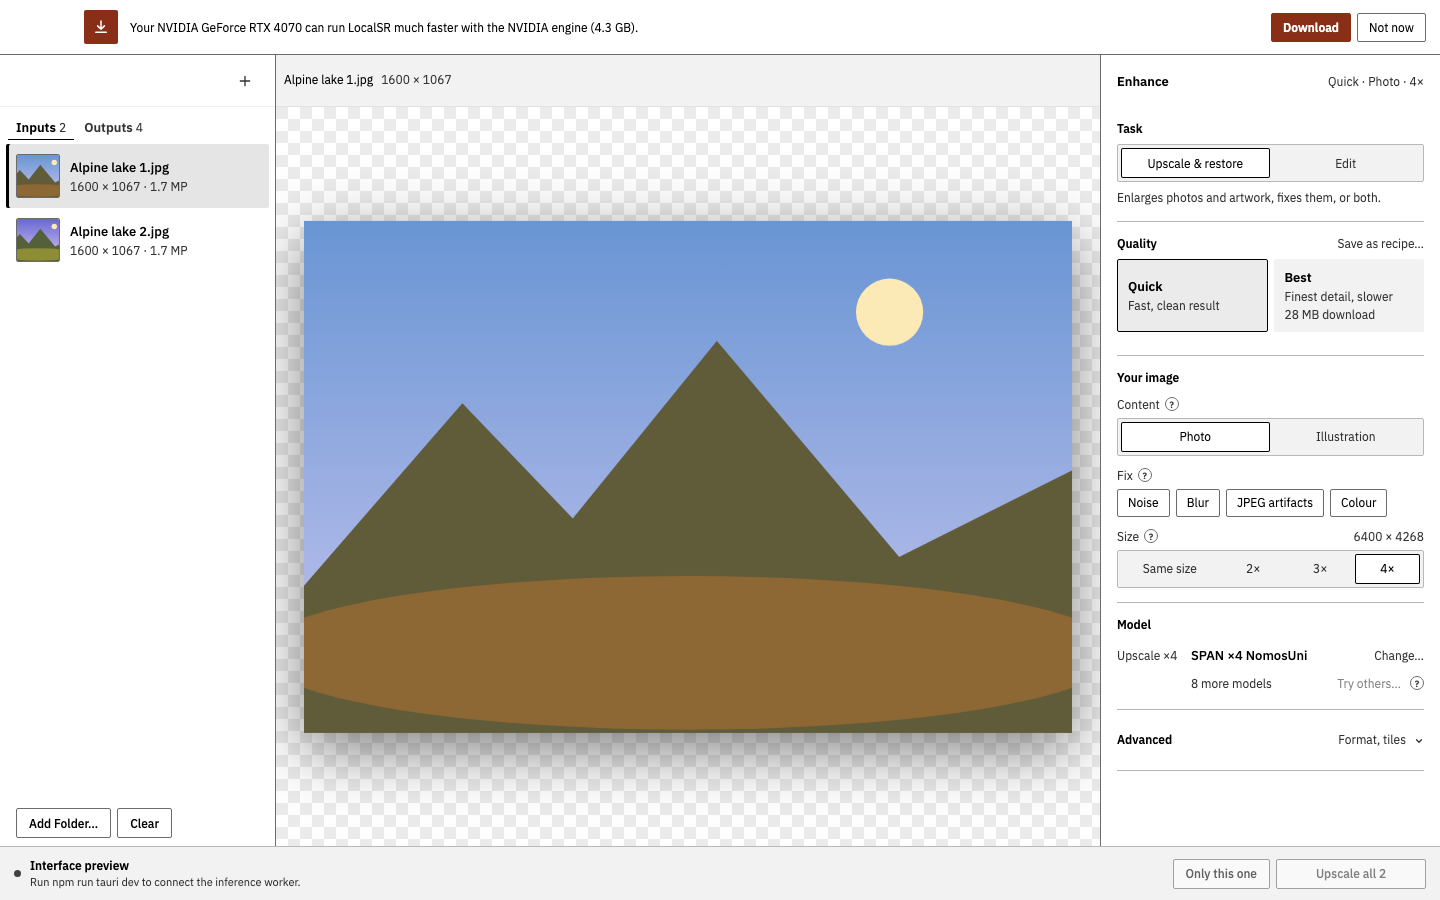 Your NVIDIA GeForce RTX 4070 can run LocalSR much faster with the NVIDIA engine (4.3 GB).
Download
Not now
Alpine lake 1.jpg 1600 × 1067
Inputs 2
Outputs 4
Alpine lake 1.jpg
1600 × 1067 · 1.7 MP
Alpine lake 2.jpg
1600 × 1067 · 1.7 MP
Add Folder...
Clear
Enhance
Quick · Photo · 4×
Task
Upscale & restore
Edit
Enlarges photos and artwork, fixes them, or both.
Quality
Save as recipe...
Quick
Fast, clean result
Best
Finest detail, slower
28 MB download
Your image
Content ?
Photo
Illustration
Fix ?
Noise
Blur
JPEG artifacts
Colour
Size ?
6400 × 4268
Same size
2×
3×
4×
Model
Upscale ×4
SPAN ×4 NomosUni
Change...
8 more models
Try others... ?
Advanced
Format, tiles
Interface preview
Run npm run tauri dev to connect the inference worker.
Only this one
Upscale all 2